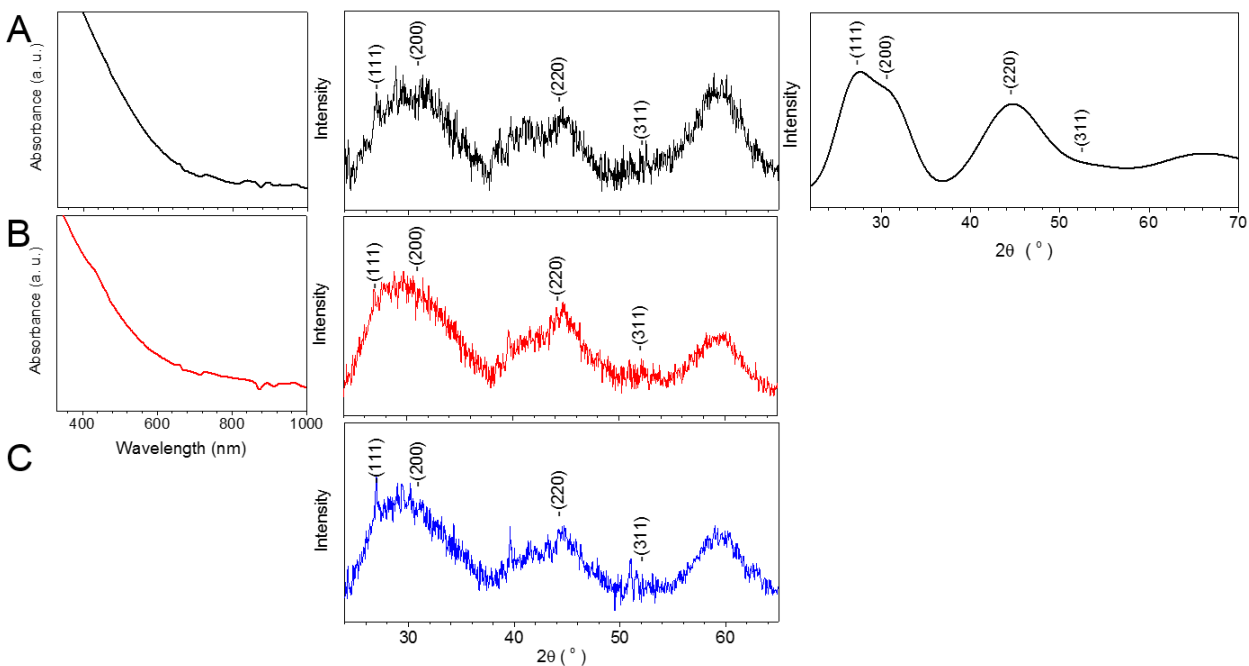 A
Absorbance (a. u.)
Intensity
(111)
(200)
(220)
(311)
Intensity
(111)
(200)
(220)
(311)
30 40 50 60 70
2θ ( ° )
B
Absorbance (a. u.)
400 600 800 1000
Wavelength (nm)
Intensity
(111)
(200)
(220)
(311)
C
Intensity
(111)
(200)
(220)
(311)
30 40 50 60
2θ ( ° )